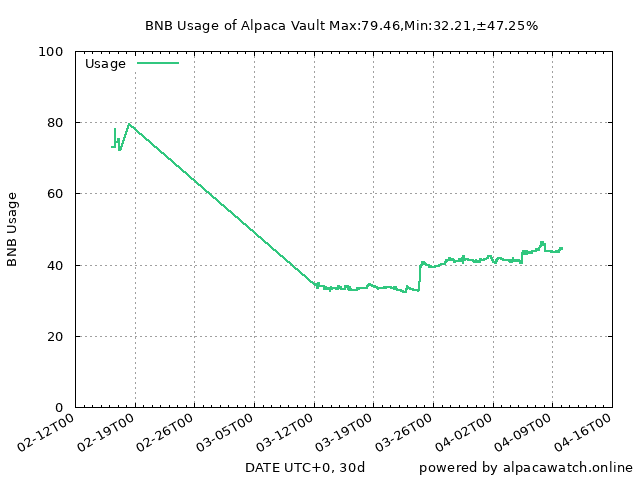 BNB Usage of Alpaca Vault Max:79.46,Min:32.21,±47.25%
Usage
100
80
60
40
20
0
BNB Usage
02-12T00
02-19T00
02-26T00
03-05T00
03-12T00
03-19T00
03-26T00
04-02T00
04-09T00
04-16T00
DATE UTC+0, 30d
powered by alpacawatch.online